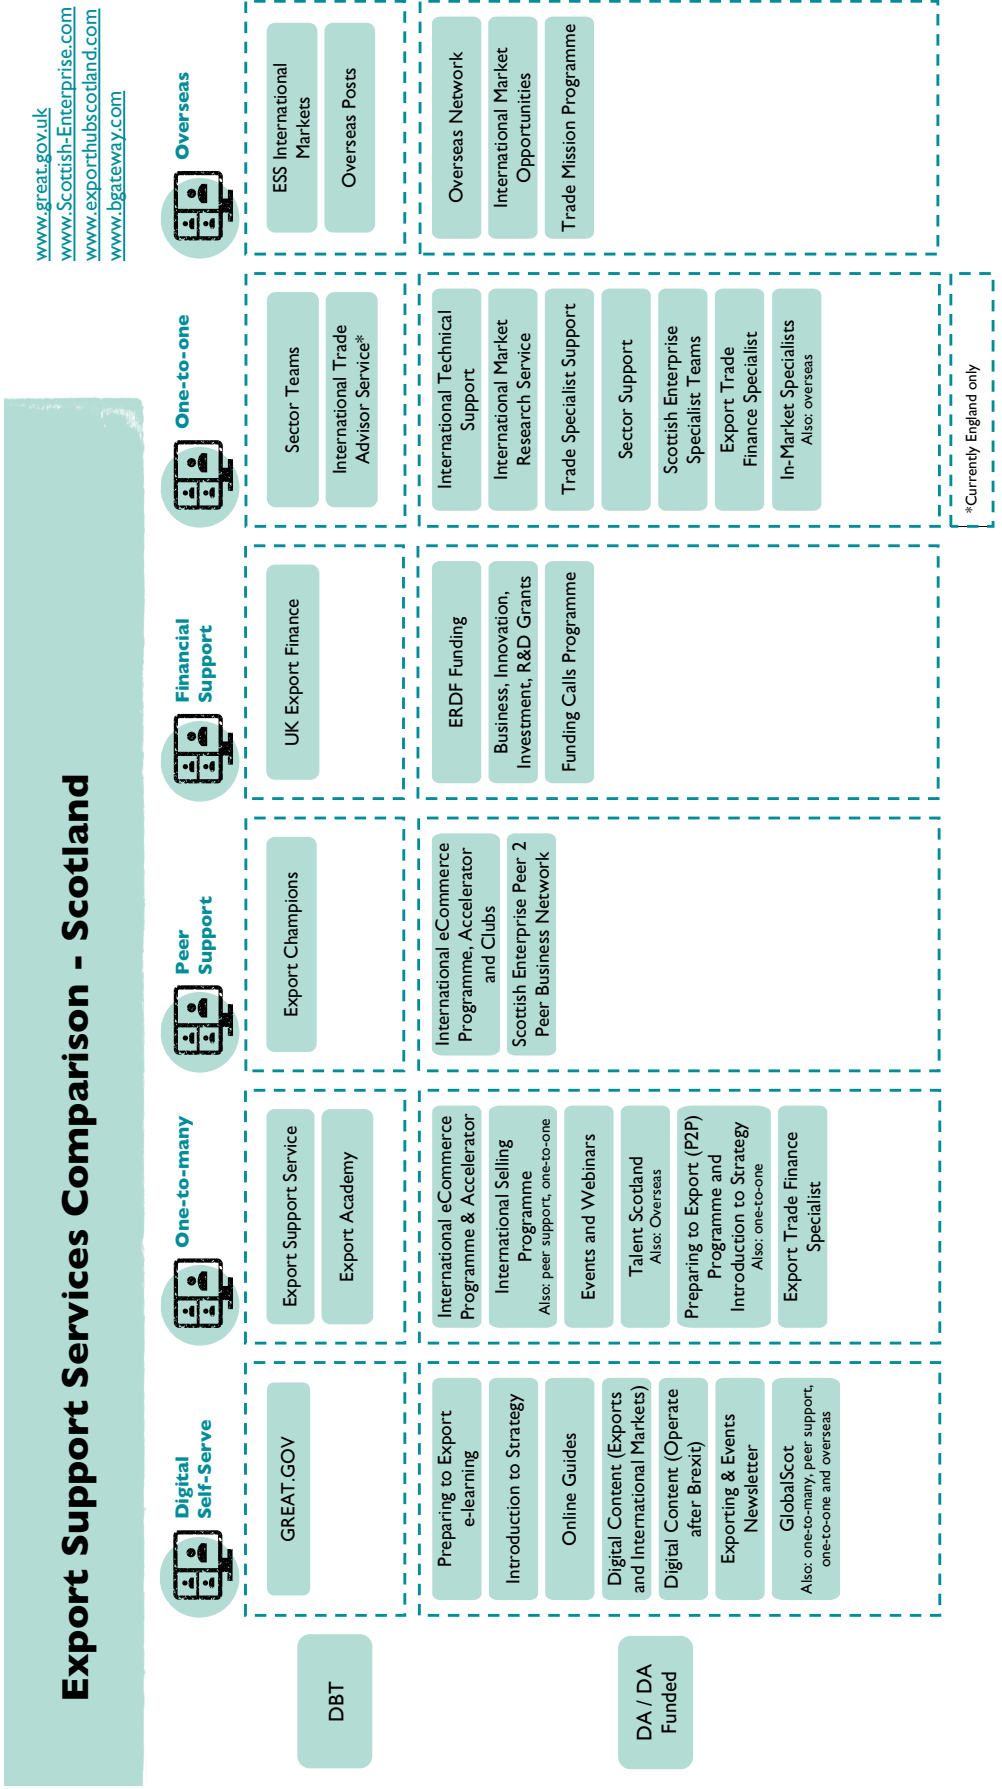 Export Support Services Comparison - Scotland
www.great.gov.uk
www.Scottish-Enterprise.com
www.exporthubscotland.com
www.bgateway.com
Digital
Self-Serve
One-to-many
Peer
Support
Financial
Support
One-to-one
Overseas
DBT
GREAT.GOV
Export Support Service
Export Academy
Export Champions
UK Export Finance
Sector Teams
International Trade
Advisor Service*
ESS International
Markets
Overseas Posts
DA / DA
Funded
Preparing to Export
e-learning
Introduction to Strategy
Online Guides
Digital Content (Exports
and International Markets)
Digital Content (Operate
after Brexit)
Exporting & Events
Newsletter
GlobalScot
Also: one-to-many, peer support,
one-to-one and overseas
International eCommerce
Programme & Accelerator
International Selling
Programme
Also: peer support, one-to-one
Events and Webinars
Talent Scotland
Also: Overseas
Preparing to Export (P2P)
Programme and
Introduction to Strategy
Also: one-to-one
Export Trade Finance
Specialist
International eCommerce
Programme, Accelerator
and Clubs
Scottish Enterprise Peer 2
Peer Business Network
ERDF Funding
Business, Innovation,
Investment, R&D Grants
Funding Calls Programme
International Technical
Support
International Market
Research Service
Trade Specialist Support
Sector Support
Scottish Enterprise
Specialist Teams
Export Trade
Finance Specialist
In-Market Specialists
Also: overseas
Overseas Network
International Market
Opportunities
Trade Mission Programme
*Currently England only